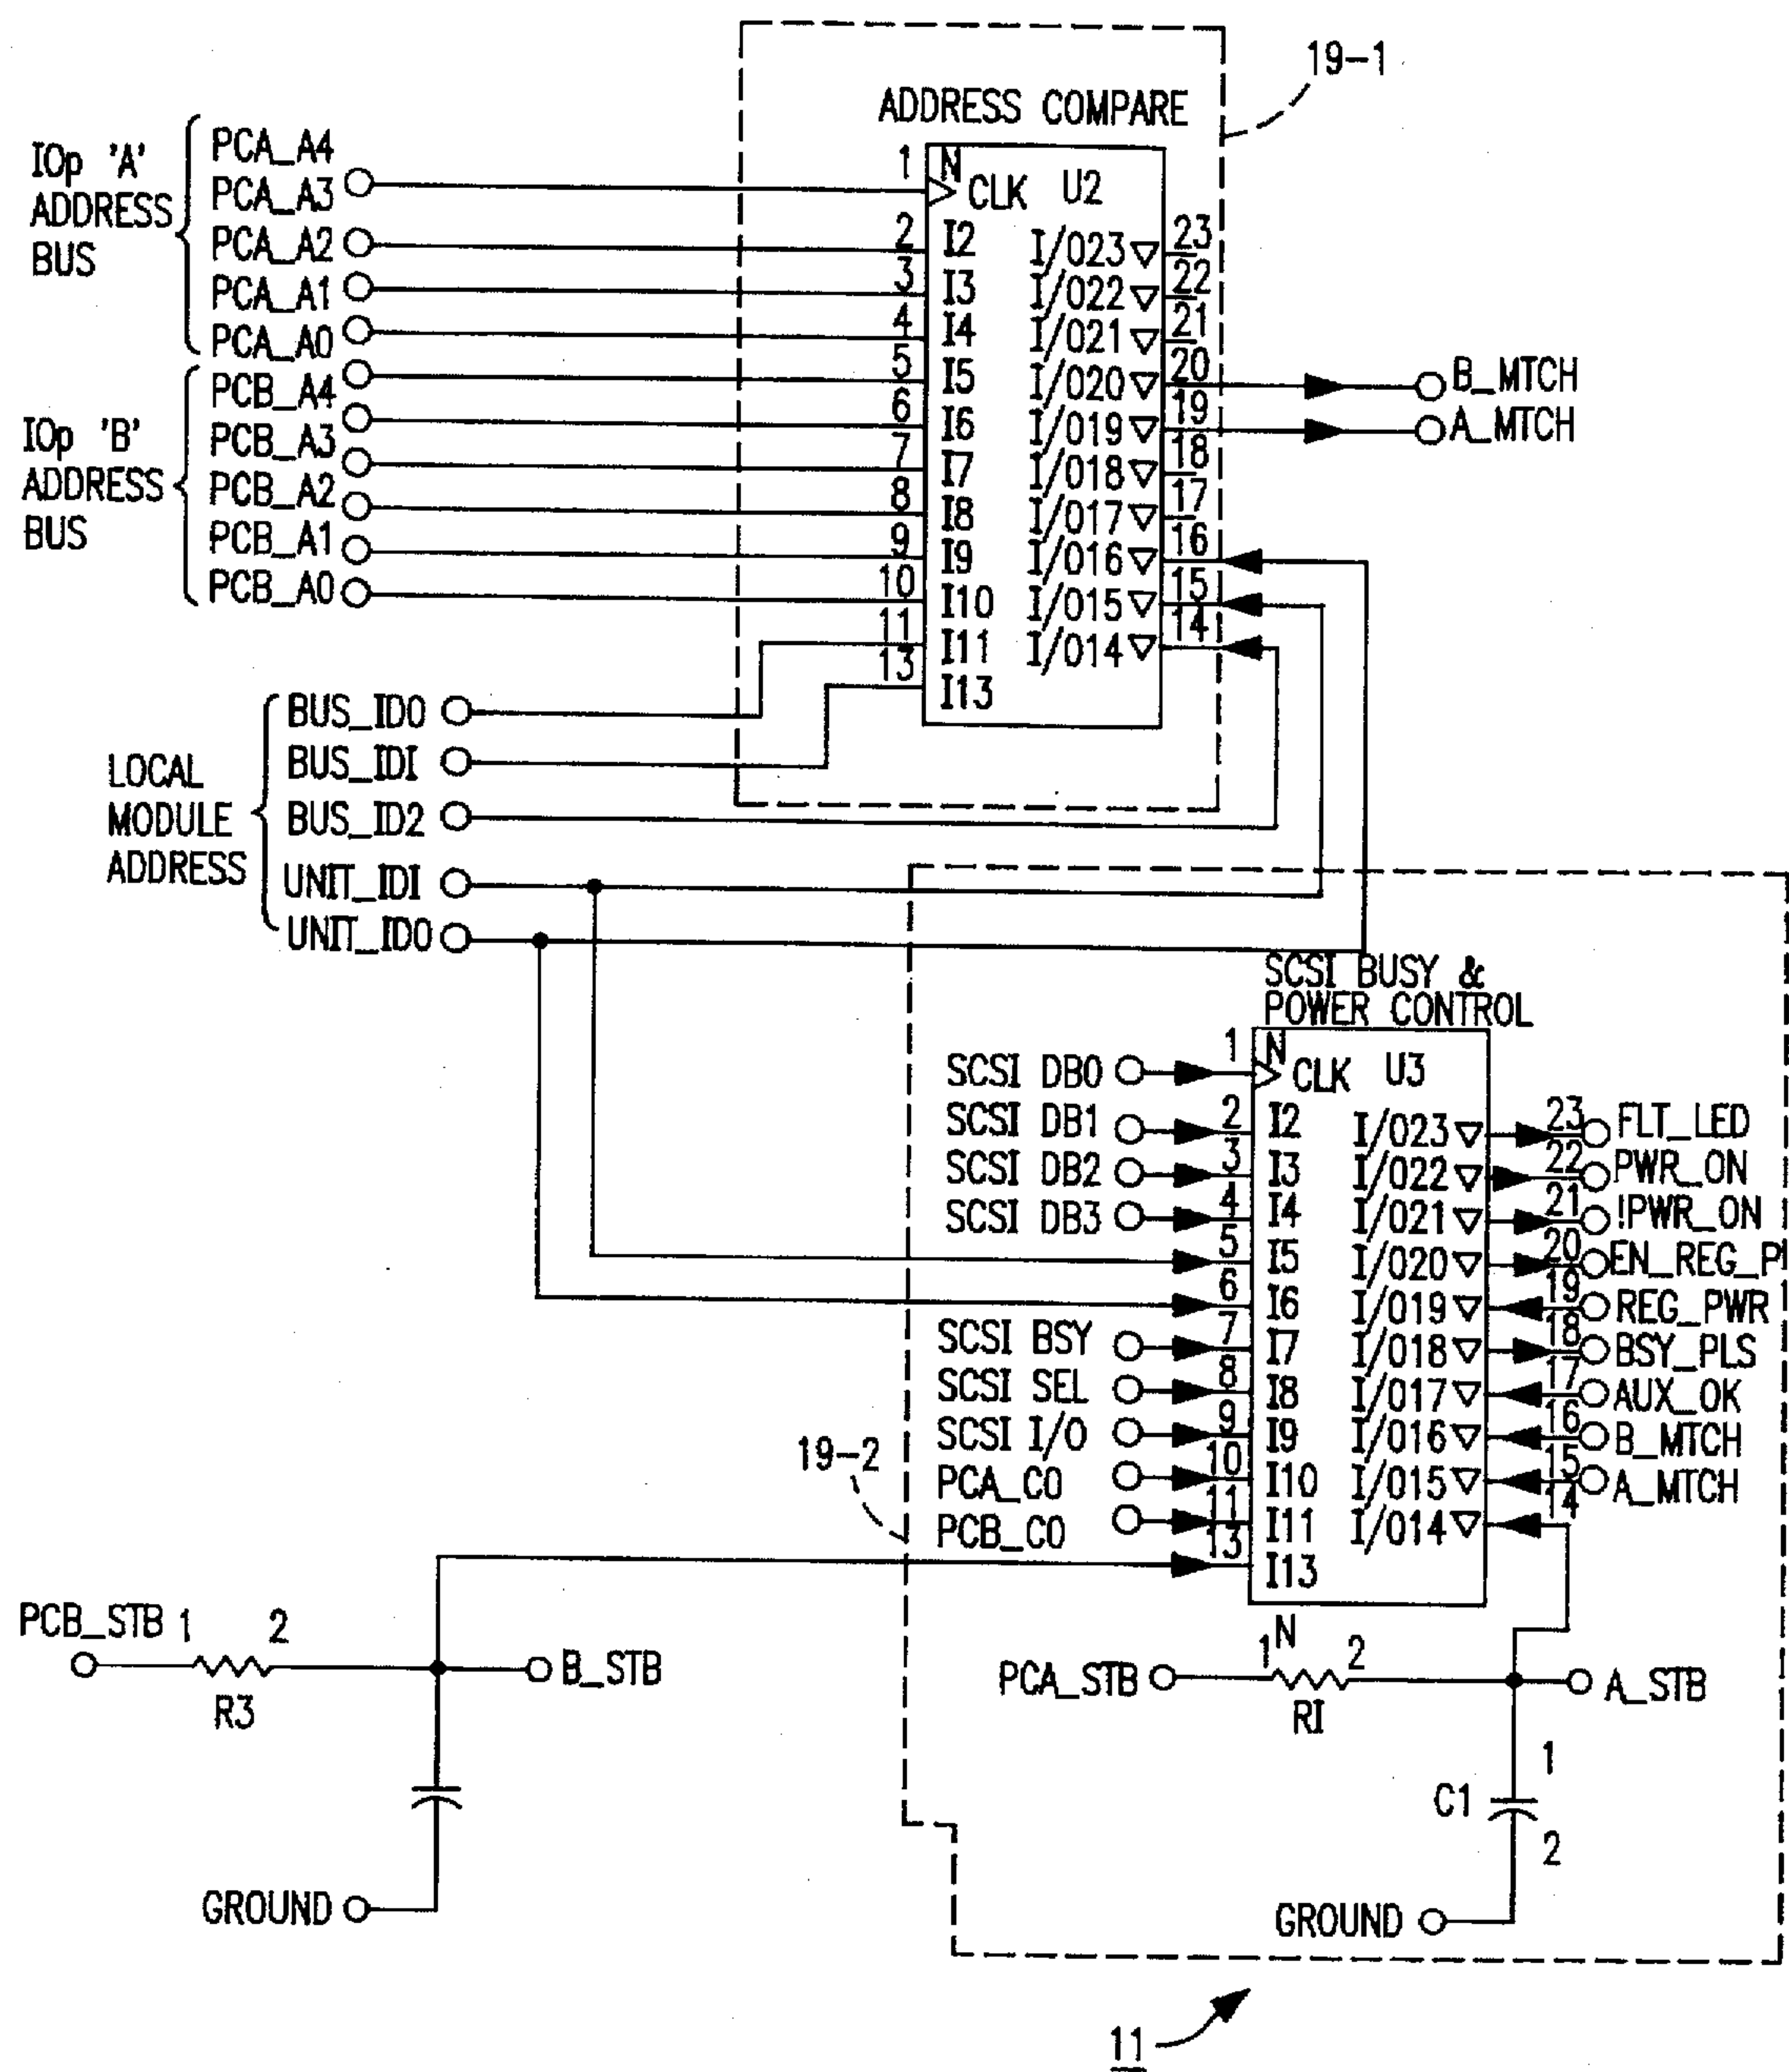 19-1
ADDRESS COMPARE
IOp 'A'
ADDRESS
BUS
PCA_A4
PCA_A3
PCA_A2
PCA_A1
PCA_A0
IOp 'B'
ADDRESS
BUS
PCB_A4
PCB_A3
PCB_A2
PCB_A1
PCB_A0
1 N CLK U2
2 I2
3 I3
4 I4
5 I5
6 I6
7 I7
8 I8
9 I9
10 I10
11 I11
13 I13
I/O23 23
I/O22 22
I/O21 21
I/O20 20 B_MTCH
I/O19 19 A_MTCH
I/O18 18
I/O17 17
I/O16 16
I/O15 15
I/O14 14
LOCAL
MODULE
ADDRESS
BUS_ID0
BUS_IDI
BUS_ID2
UNIT_IDI
UNIT_ID0
SCSI BUSY &
POWER CONTROL
SCSI DB0 1 N CLK U3
SCSI DB1 2 I2
SCSI DB2 3 I3
SCSI DB3 4 I4
5 I5
6 I6
SCSI BSY 7 I7
SCSI SEL 8 I8
SCSI I/O 9 I9
PCA_C0 10 I10
PCB_C0 11 I11
13 I13
I/O23 23 FLT_LED
I/O22 22 PWR_ON
I/O21 21 !PWR_ON
I/O20 20 EN_REG_P
I/O19 19 REG_PWR
I/O18 18 BSY_PLS
I/O17 17 AUX_OK
I/O16 16 B_MTCH
I/O15 15 A_MTCH
I/O14 14
19-2
PCB_STB 1 2 B_STB
R3
GROUND
N
PCA_STB 1 2 A_STB
RI
1
C1
2
GROUND
11